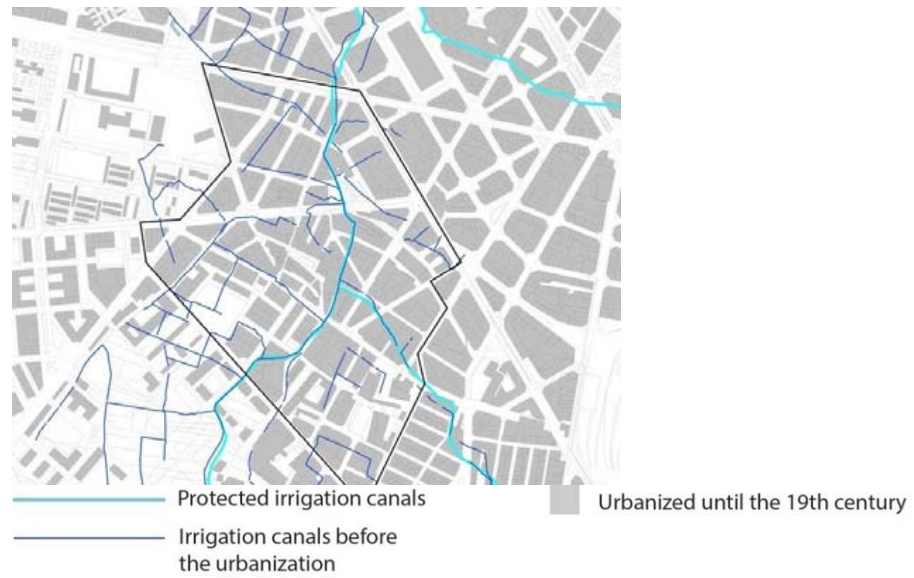 Protected irrigation canals
Urbanized until the 19th century
Irrigation canals before
the urbanization